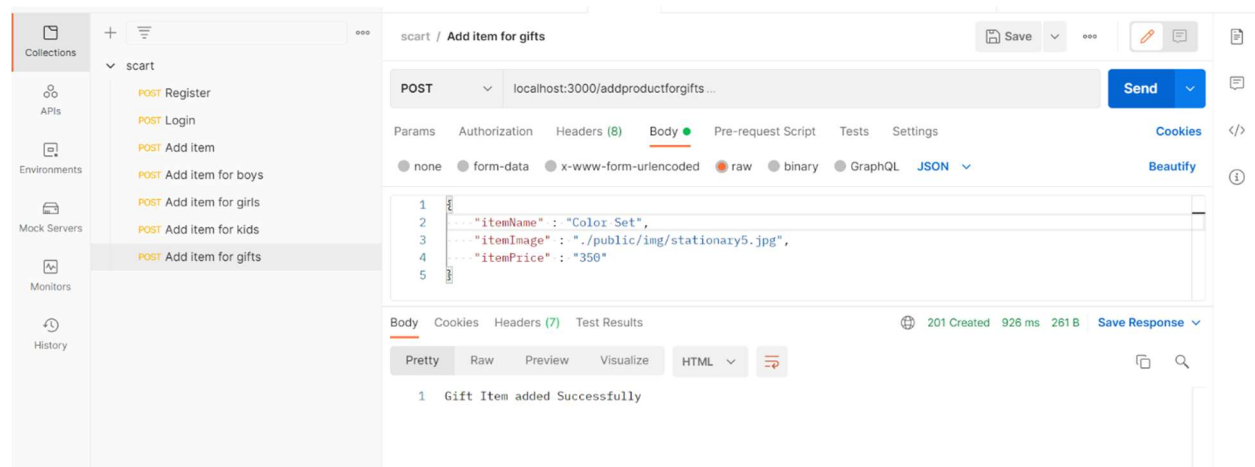 Collections
APIs
Environments
Mock Servers
Monitors
History
+
ooo
scart
POST Register
POST Login
POST Add item
POST Add item for boys
POST Add item for girls
POST Add item for kids
POST Add item for gifts
scart / Add item for gifts
Save
ooo
POST localhost:3000/addproductforgifts ... Send
Params Authorization Headers (8) Body Pre-request Script Tests Settings Cookies
none form-data x-www-form-urlencoded raw binary GraphQL JSON Beautify
1 {
2 ····"itemName" : "Color Set",
3 ····"itemImage" : "./public/img/stationary5.jpg",
4 ····"itemPrice" : "350"
5 }
Body Cookies Headers (7) Test Results 201 Created 926 ms 261 B Save Response
Pretty Raw Preview Visualize HTML
1 Gift Item added Successfully